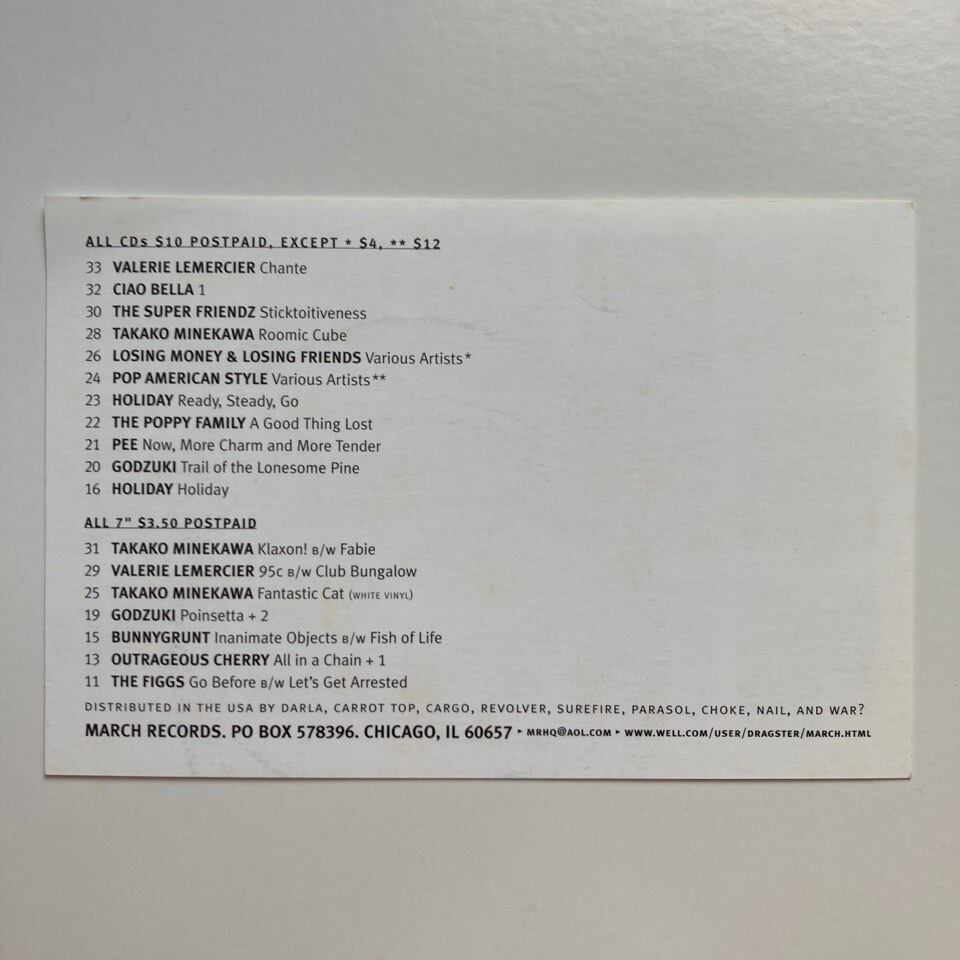 ALL CDs $10 POSTPAID, EXCEPT * $4, ** $12
33 VALERIE LEMERCIER Chante
32 CIAO BELLA 1
30 THE SUPER FRIENDZ Sticktoitiveness
28 TAKAKO MINEKAWA Roomic Cube
26 LOSING MONEY & LOSING FRIENDS Various Artists*
24 POP AMERICAN STYLE Various Artists**
23 HOLIDAY Ready, Steady, Go
22 THE POPPY FAMILY A Good Thing Lost
21 PEE Now, More Charm and More Tender
20 GODZUKI Trail of the Lonesome Pine
16 HOLIDAY Holiday
ALL 7" $3.50 POSTPAID
31 TAKAKO MINEKAWA Klaxon! B/W Fabie
29 VALERIE LEMERCIER 95c B/W Club Bungalow
25 TAKAKO MINEKAWA Fantastic Cat (WHITE VINYL)
19 GODZUKI Poinsetta + 2
15 BUNNYGRUNT Inanimate Objects B/W Fish of Life
13 OUTRAGEOUS CHERRY All in a Chain + 1
11 THE FIGGS Go Before B/W Let's Get Arrested
DISTRIBUTED IN THE USA BY DARLA, CARROT TOP, CARGO, REVOLVER, SUREFIRE, PARASOL, CHOKE, NAIL, AND WAR?
MARCH RECORDS. PO BOX 578396. CHICAGO, IL 60657 ▸ MRHQ@AOL.COM ▸ WWW.WELL.COM/USER/DRAGSTER/MARCH.HTML